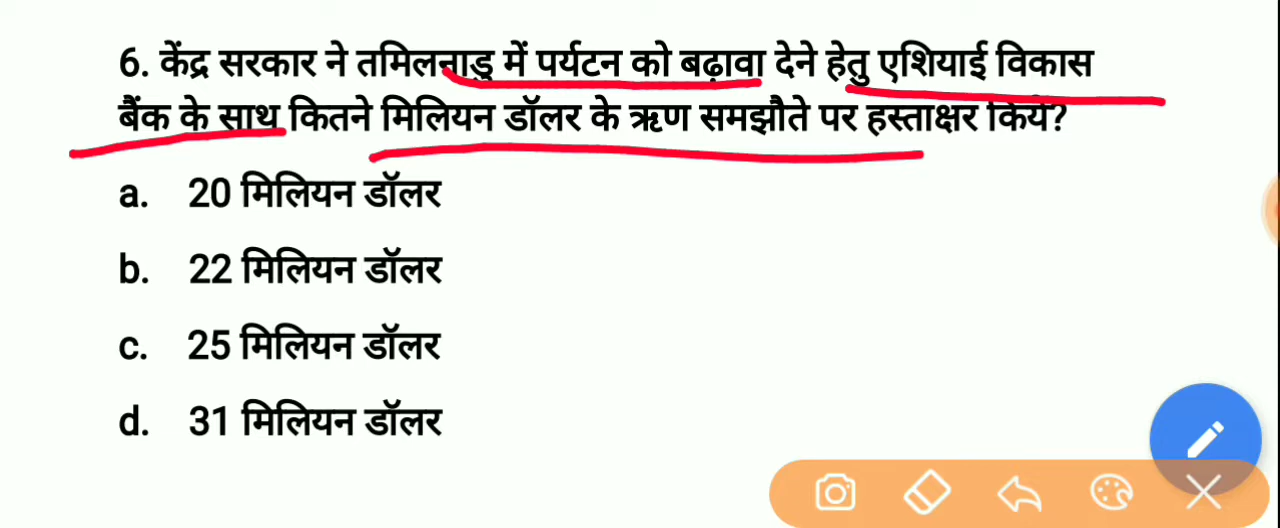 6. केंद्र सरकार ने तमिलनाडु में पर्यटन को बढ़ावा देने हेतु एशियाई विकास
बैंक के साथ कितने मिलियन डॉलर के ऋण समझौते पर हस्ताक्षर किये?
a. 20 मिलियन डॉलर
b. 22 मिलियन डॉलर
c. 25 मिलियन डॉलर
d. 31 मिलियन डॉलर